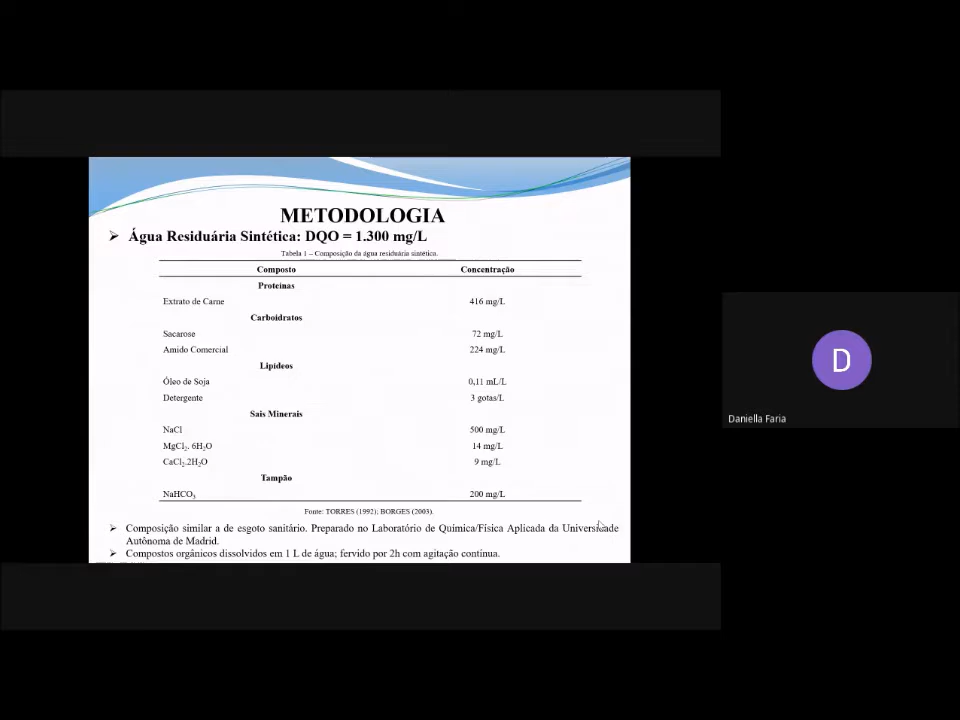 METODOLOGIA
➢ Água Residuária Sintética: DQO = 1.300 mg/L
Tabela 1 – Composição da água residuária sintética.
Composto Concentração
Proteínas
Extrato de Carne 416 mg/L
Carboidratos
Sacarose 72 mg/L
Amido Comercial 224 mg/L
Lipídeos
Óleo de Soja 0,11 mL/L
Detergente 3 gotas/L
Sais Minerais
NaCl 500 mg/L
MgCl₂. 6H₂O 14 mg/L
CaCl₂.2H₂O 9 mg/L
Tampão
NaHCO₃ 200 mg/L
Fonte: TORRES (1992); BORGES (2003).
➢ Composição similar a de esgoto sanitário. Preparado no Laboratório de Química/Física Aplicada da Universidade
Autônoma de Madrid.
➢ Compostos orgânicos dissolvidos em 1 L de água; fervido por 2h com agitação contínua.
D
Daniella Faria